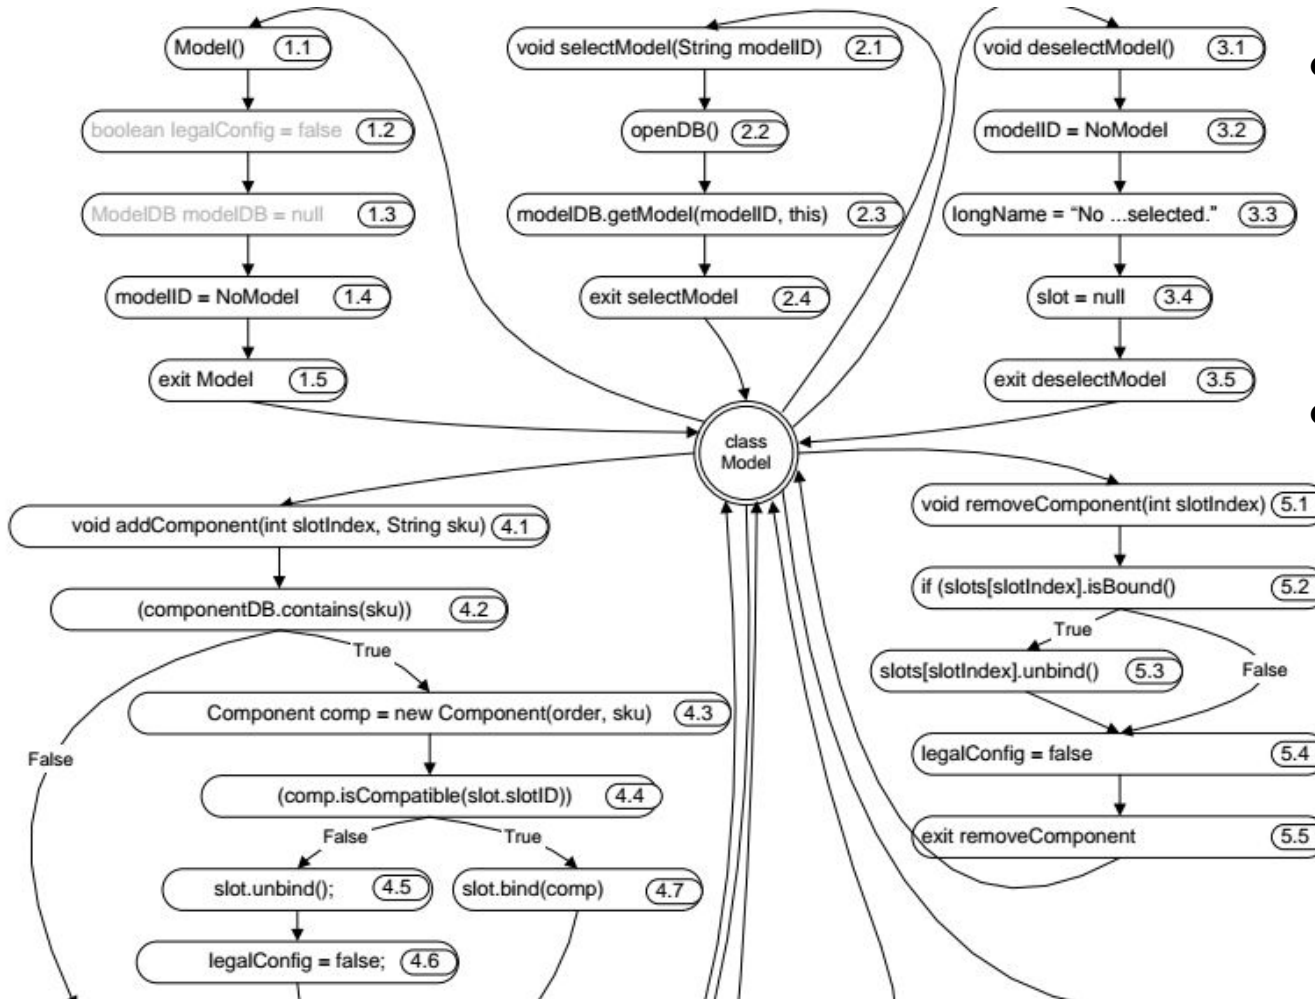 Model() 1.1
boolean legalConfig = false 1.2
ModelDB modelDB = null 1.3
modelID = NoModel 1.4
exit Model 1.5
void selectModel(String modelID) 2.1
openDB() 2.2
modelDB.getModel(modelID, this) 2.3
exit selectModel 2.4
void deselectModel() 3.1
modelID = NoModel 3.2
longName = “No ...selected." 3.3
slot = null 3.4
exit deselectModel 3.5
class
Model
void addComponent(int slotIndex, String sku) 4.1
(componentDB.contains(sku)) 4.2
True
False
Component comp = new Component(order, sku) 4.3
(comp.isCompatible(slot.slotID)) 4.4
False
True
slot.unbind(); 4.5
slot.bind(comp) 4.7
legalConfig = false; 4.6
void removeComponent(int slotIndex) 5.1
if (slots[slotIndex].isBound() 5.2
True
False
slots[slotIndex].unbind() 5.3
legalConfig = false 5.4
exit removeComponent 5.5